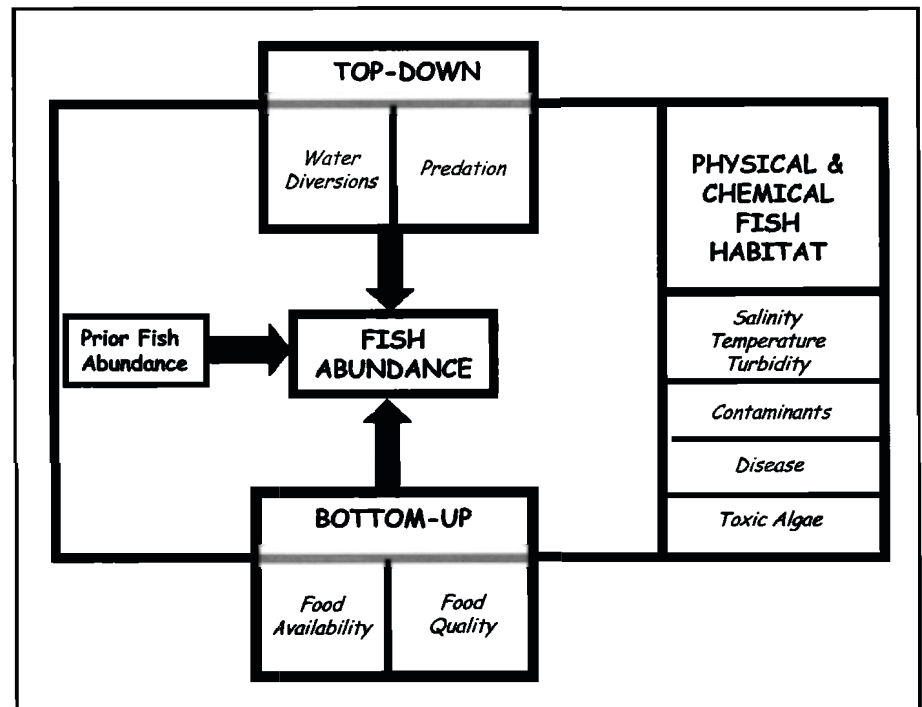 TOP-DOWN
Water
Diversions
Predation
PHYSICAL &
CHEMICAL
FISH
HABITAT
Prior Fish
Abundance
FISH
ABUNDANCE
Salinity
Temperature
Turbidity
Contaminants
Disease
Toxic Algae
BOTTOM-UP
Food
Availability
Food
Quality